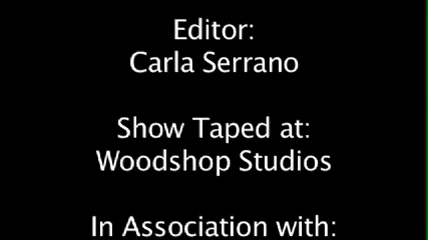 Editor:
Carla Serrano
Show Taped at:
Woodshop Studios
In Association with: